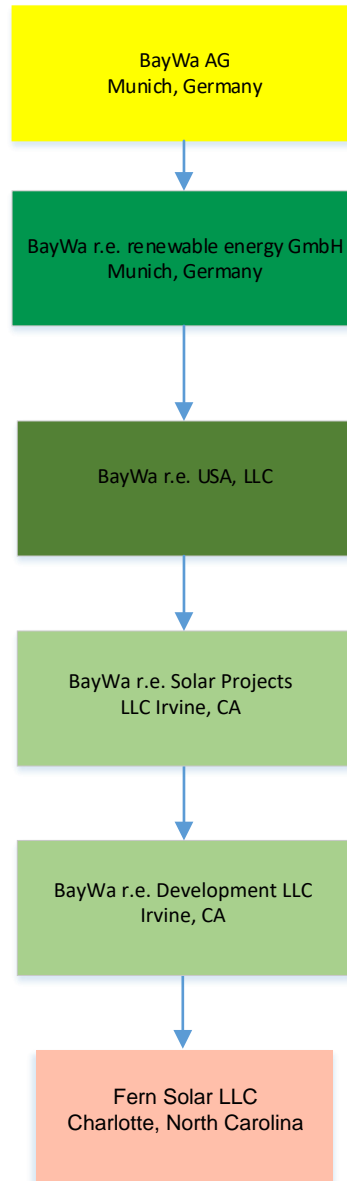 BayWa AG
Munich, Germany
BayWa r.e. renewable energy GmbH
Munich, Germany
BayWa r.e. USA, LLC
BayWa r.e. Solar Projects
LLC Irvine, CA
BayWa r.e. Development LLC
Irvine, CA
Fern Solar LLC
Charlotte, North Carolina